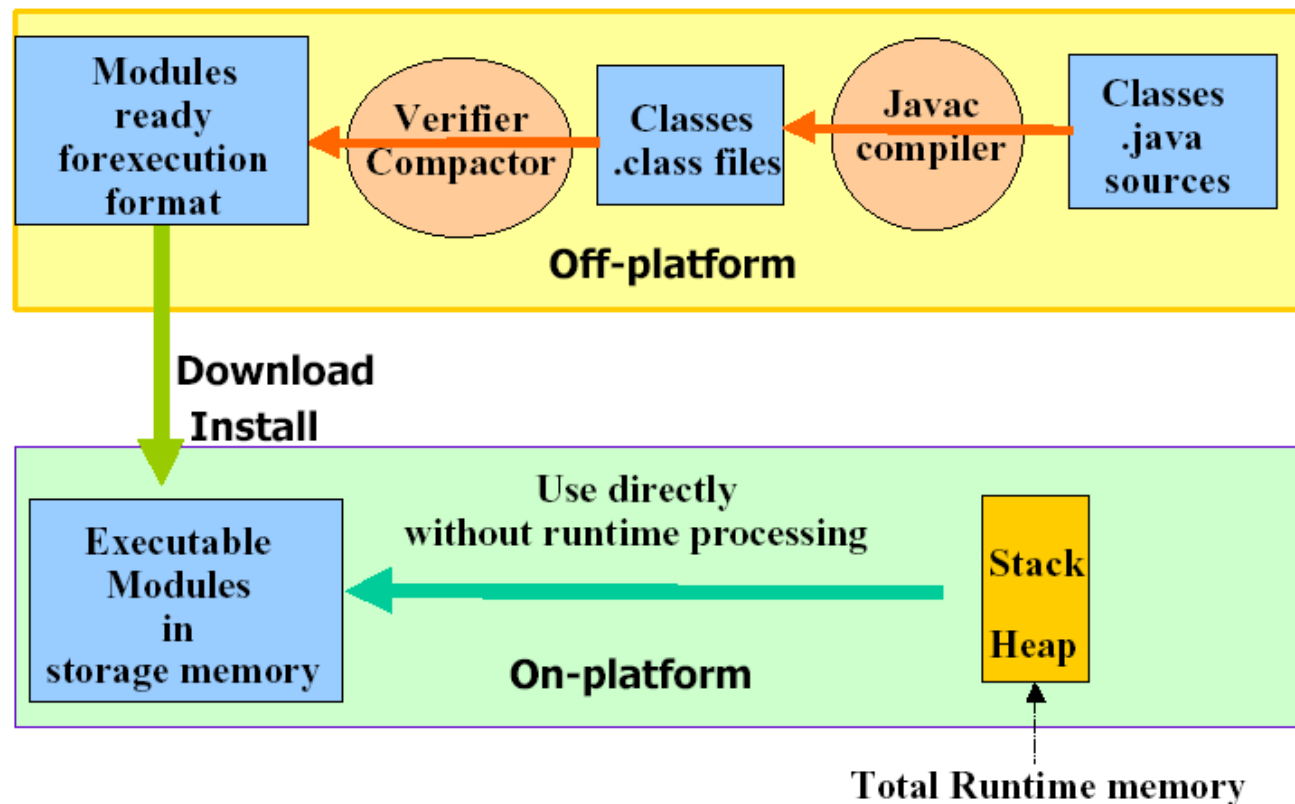 Modules
ready
forexecution
format
Verifier
Compactor
Classes
.class files
Javac
compiler
Classes
.java
sources
Off-platform
Download
Install
Executable
Modules
in
storage memory
Use directly
without runtime processing
On-platform
Stack
Heap
Total Runtime memory